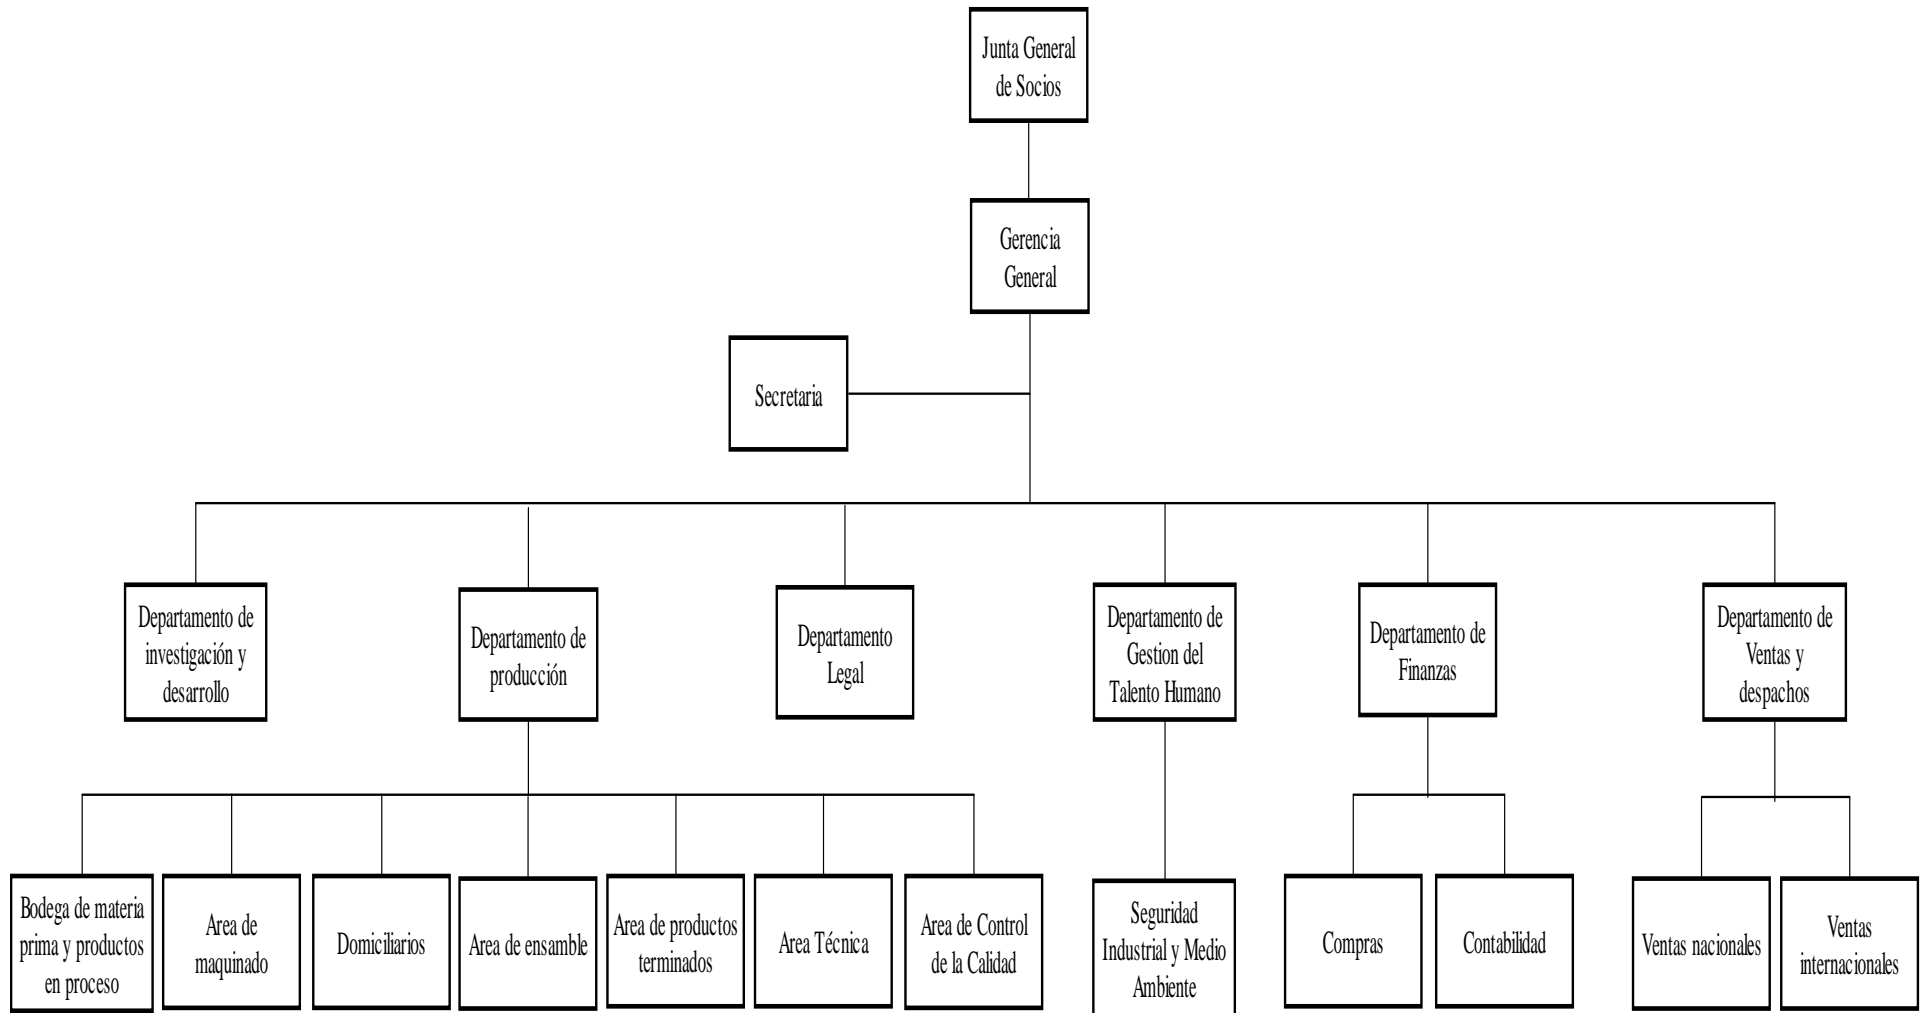 Junta General
de Socios
Gerencia
General
Secretaria
Departamento de
investigación y
desarrollo
Departamento de
producción
Departamento
Legal
Departamento de
Gestion del
Talento Humano
Departamento de
Finanzas
Departamento de
Ventas y
despachos
Bodega de materia
prima y productos
en proceso
Area de
maquinado
Domiciliarios
Area de ensamble
Area de productos
terminados
Area Técnica
Area de Control
de la Calidad
Seguridad
Industrial y Medio
Ambiente
Compras
Contabilidad
Ventas nacionales
Ventas
internacionales